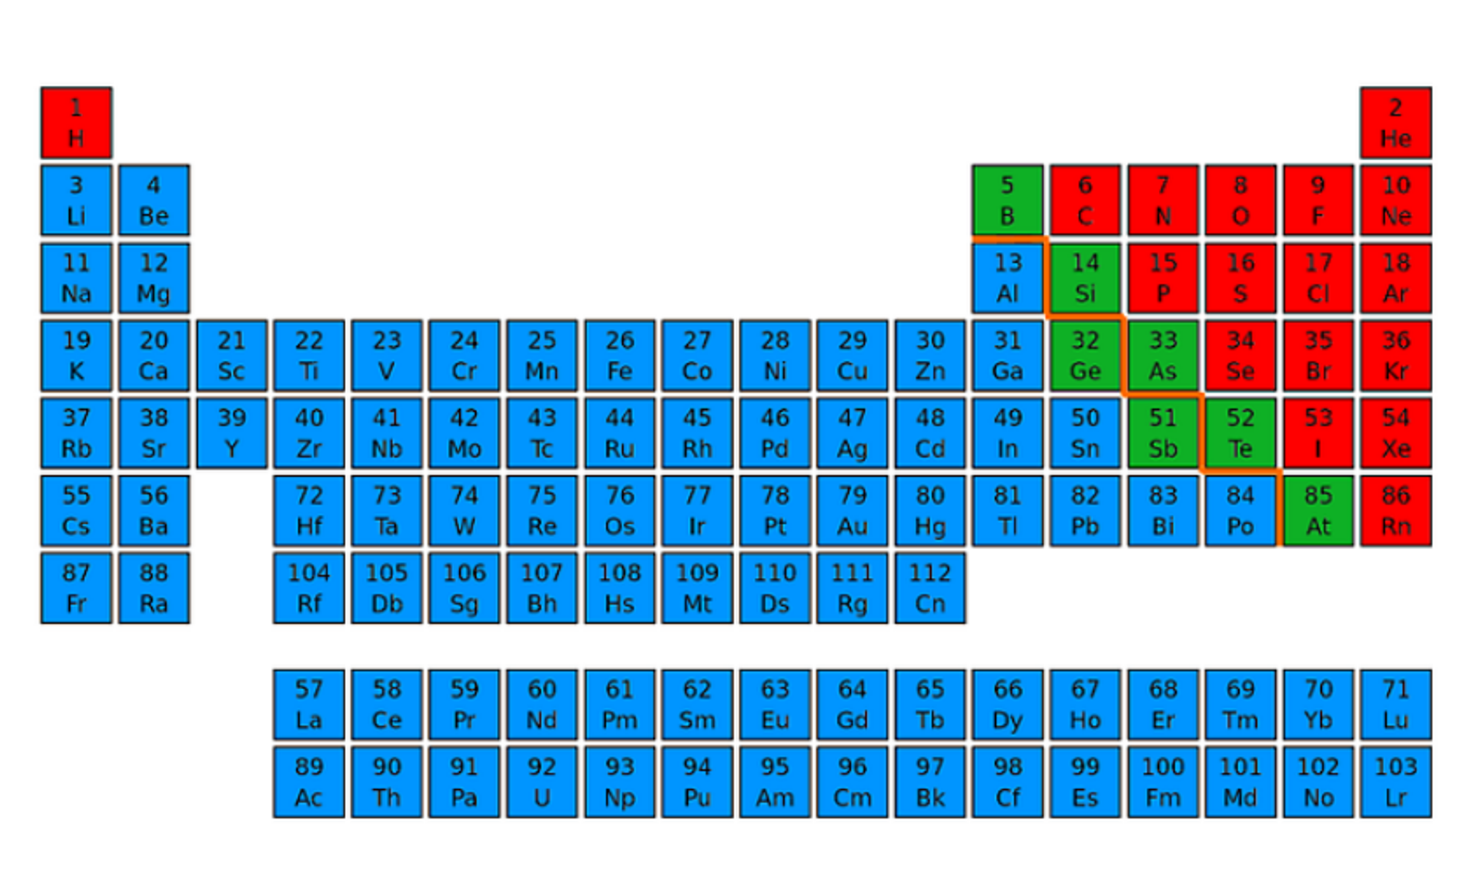 1 2
H He
3 4 5 6 7 8 9 10
Li Be B C N O F Ne
11 12 13 14 15 16 17 18
Na Mg Al Si P S Cl Ar
19 20 21 22 23 24 25 26 27 28 29 30 31 32 33 34 35 36
K Ca Sc Ti V Cr Mn Fe Co Ni Cu Zn Ga Ge As Se Br Kr
37 38 39 40 41 42 43 44 45 46 47 48 49 50 51 52 53 54
Rb Sr Y Zr Nb Mo Tc Ru Rh Pd Ag Cd In Sn Sb Te I Xe
55 56 72 73 74 75 76 77 78 79 80 81 82 83 84 85 86
Cs Ba Hf Ta W Re Os Ir Pt Au Hg Tl Pb Bi Po At Rn
87 88 104 105 106 107 108 109 110 111 112
Fr Ra Rf Db Sg Bh Hs Mt Ds Rg Cn
57 58 59 60 61 62 63 64 65 66 67 68 69 70 71
La Ce Pr Nd Pm Sm Eu Gd Tb Dy Ho Er Tm Yb Lu
89 90 91 92 93 94 95 96 97 98 99 100 101 102 103
Ac Th Pa U Np Pu Am Cm Bk Cf Es Fm Md No Lr